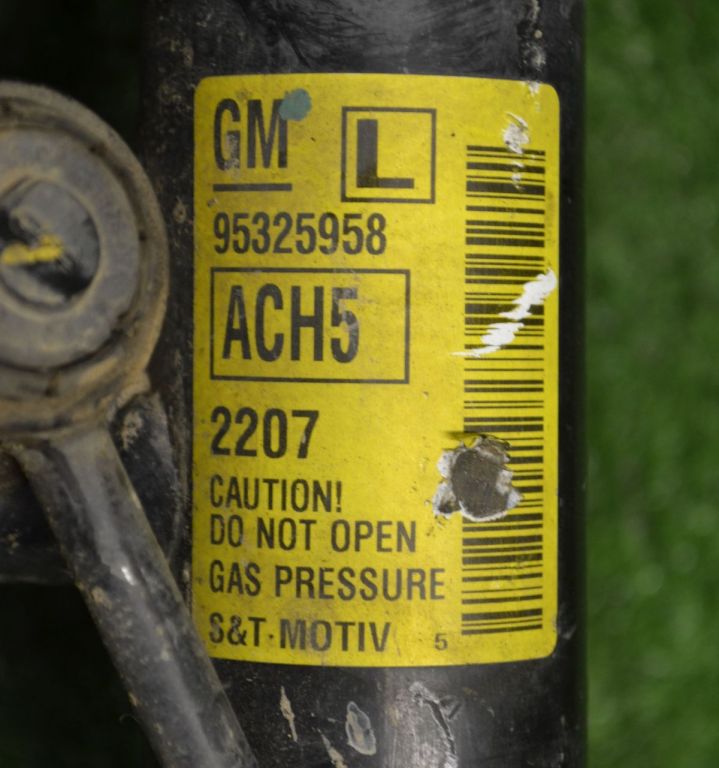 GM L
95325958
ACH5
2207
CAUTION!
DO NOT OPEN
GAS PRESSURE
S&T·MOTIV 5